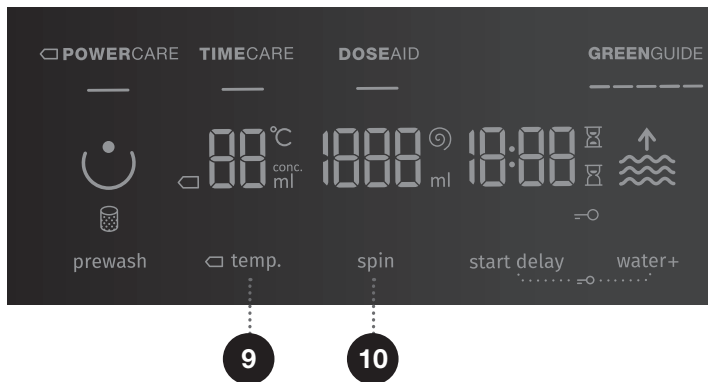 POWERCARE TIMECARE DOSEAID GREENGUIDE
88 °C 1888 18:88
conc.
ml ml
prewash temp. spin start delay water+
9 10